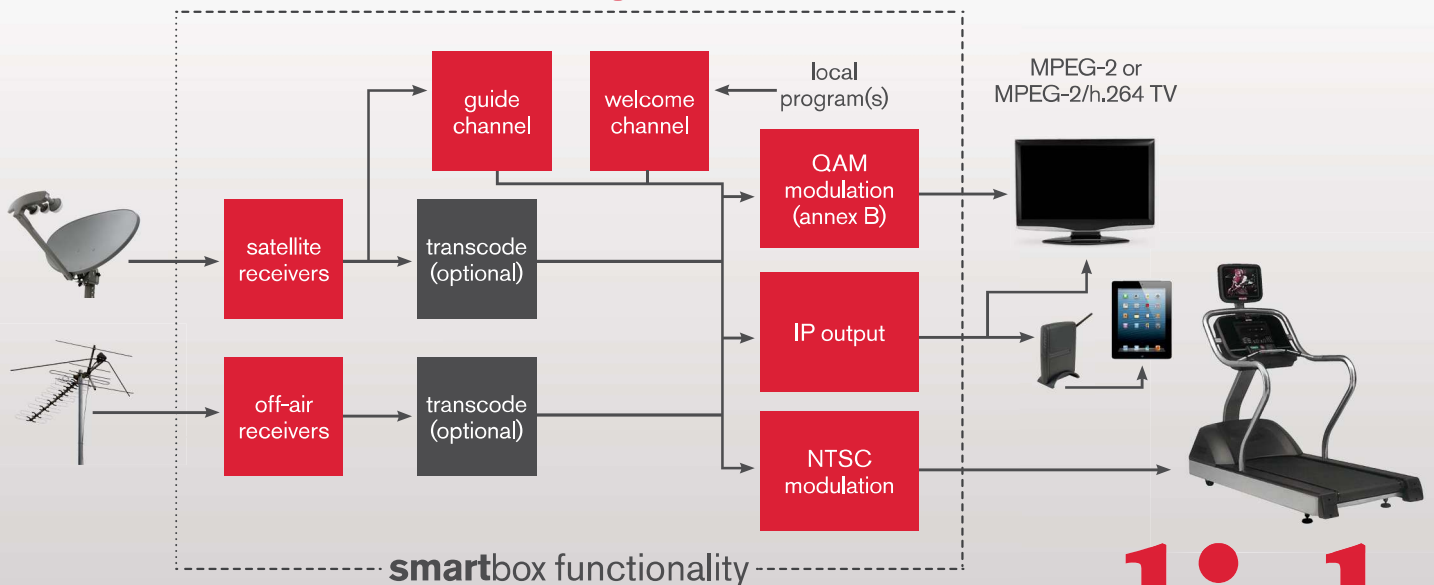 guide
channel
welcome
channel
local
program(s)
MPEG-2 or
MPEG-2/h.264 TV
QAM
modulation
(annex B)
satellite
receivers
transcode
(optional)
IP output
off-air
receivers
transcode
(optional)
NTSC
modulation
smartbox functionality